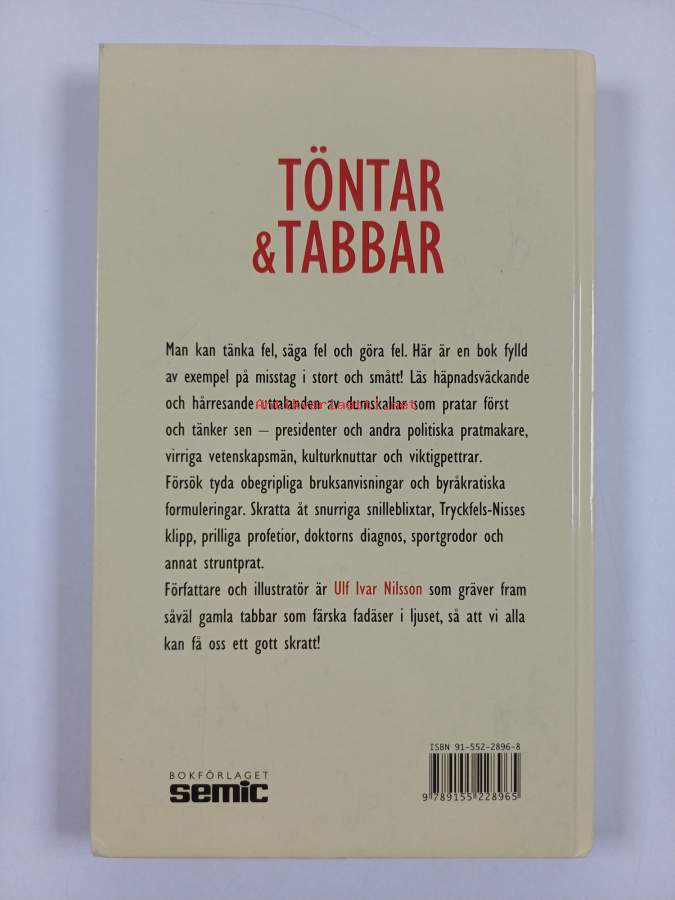 TÖNTAR
&TABBAR
Man kan tänka fel, säga fel och göra fel. Här är en bok fylld
av exempel på misstag i stort och smått! Läs häpnadsväckande
och hårresande uttalanden av dumskallar som pratar först
och tänker sen – presidenter och andra politiska pratmakare,
virriga vetenskapsmän, kulturknuttar och viktigpettrar.
Försök tyda obegripliga bruksanvisningar och byråkratiska
formuleringar. Skratta åt snurriga snilleblixtar, Tryckfels-Nisses
klipp, prilliga profetior, doktorns diagnos, sportgrodor och
annat struntprat.
Författare och illustratör är Ulf Ivar Nilsson som gräver fram
såväl gamla tabbar som färska fadäser i ljuset, så att vi alla
kan få oss ett gott skratt!
ISBN 91-552-2896-8
BOKFÖRLAGET
semic
9 789155 228965